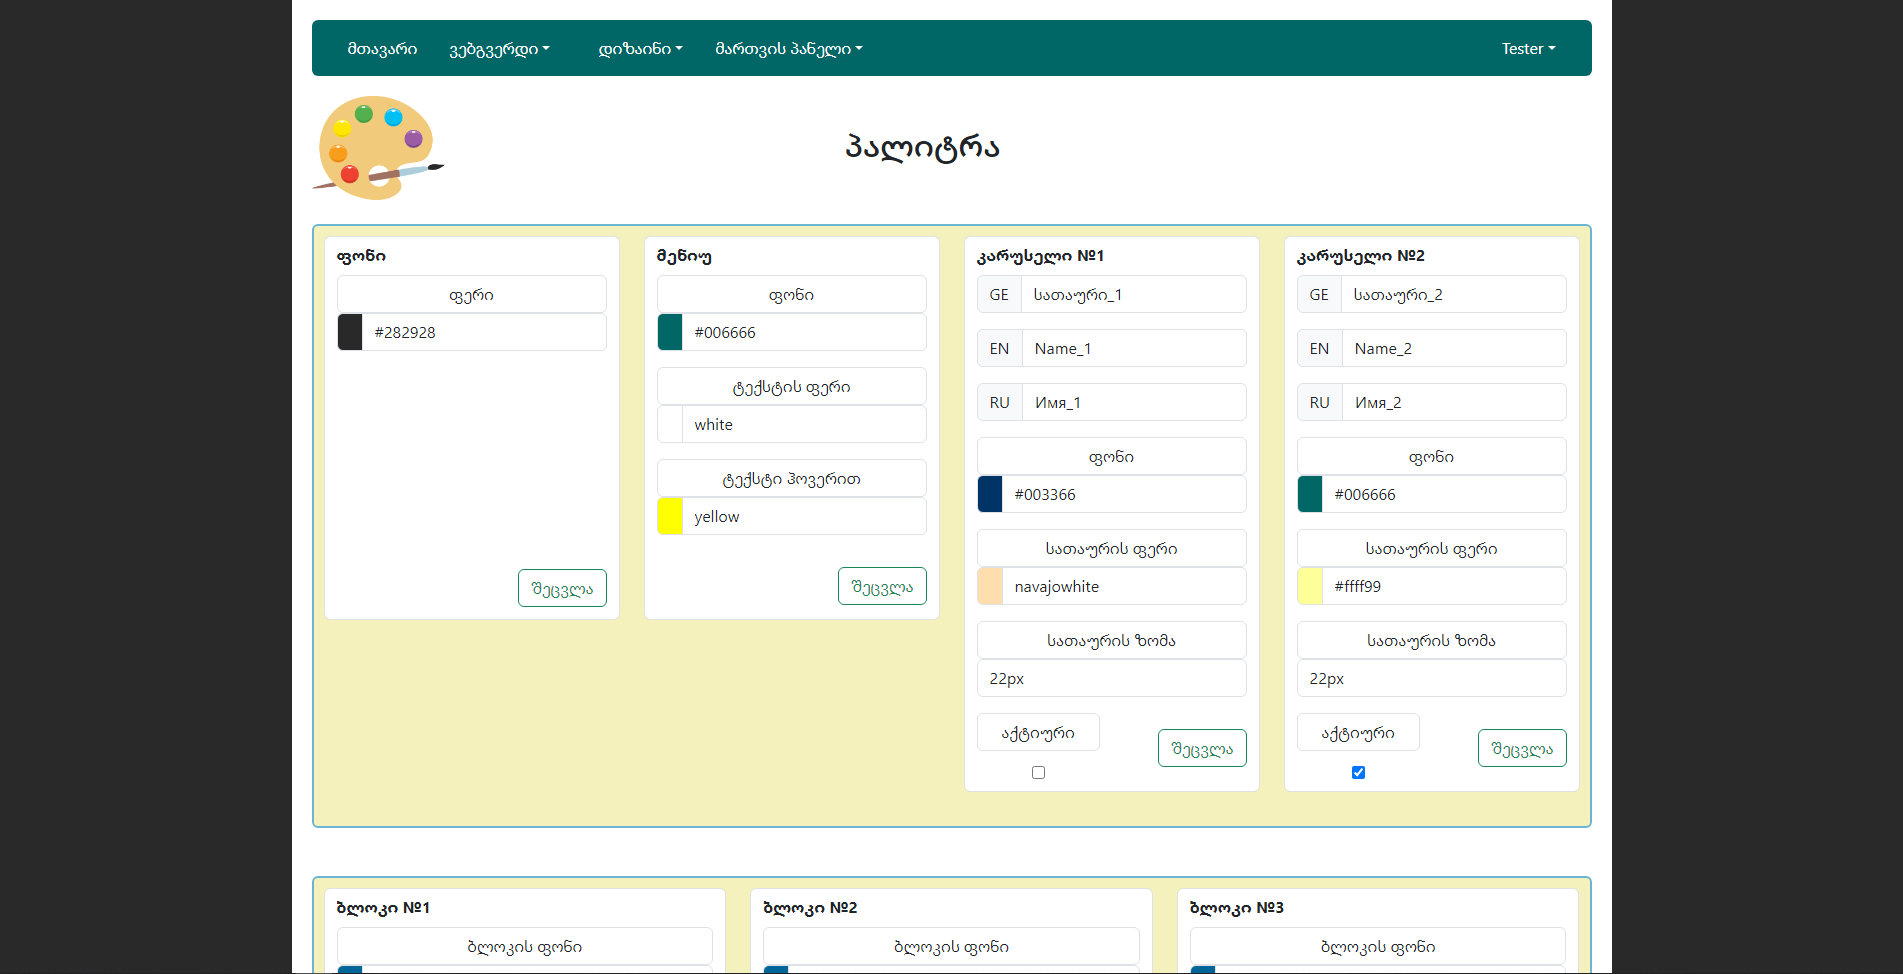 მთავარი ვებგვერდი დიზაინი მართვის პანელი Tester
პალიტრა
ფონი
ფერი
#282928
შეცვლა
მენიუ
ფონი
#006666
ტექსტის ფერი
white
ტექსტი ჰოვერით
yellow
შეცვლა
კარუსელი №1
GE სათაური_1
EN Name_1
RU Имя_1
ფონი
#003366
სათაურის ფერი
navajowhite
სათაურის ზომა
22px
აქტიური
შეცვლა
კარუსელი №2
GE სათაური_2
EN Name_2
RU Имя_2
ფონი
#006666
სათაურის ფერი
#ffff99
სათაურის ზომა
22px
აქტიური
შეცვლა
ბლოკი №1
ბლოკის ფონი
ბლოკი №2
ბლოკის ფონი
ბლოკი №3
ბლოკის ფონი